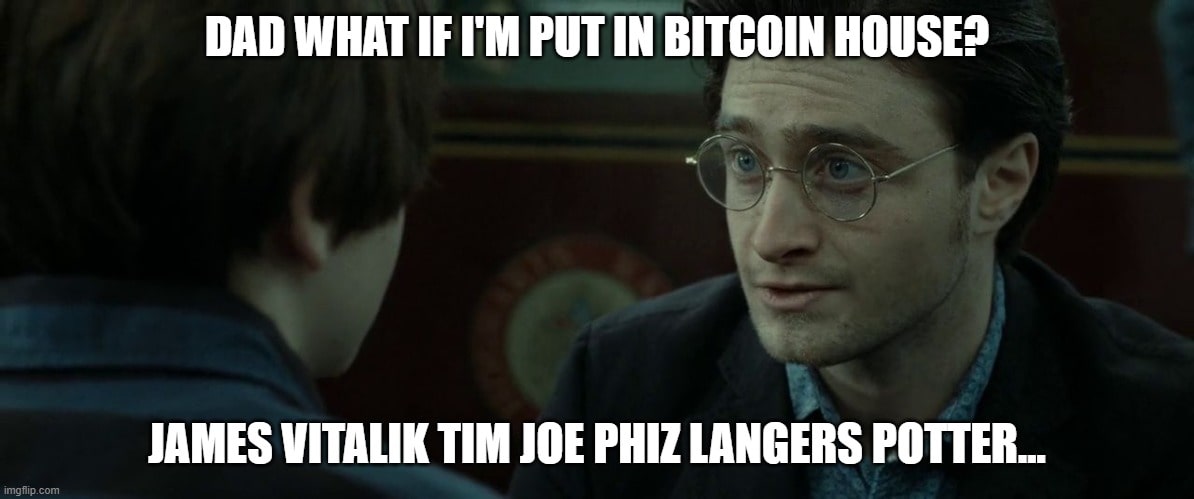 DAD WHAT IF I'M PUT IN BITCOIN HOUSE?
JAMES VITALIK TIM JOE PHIZ LANGERS POTTER...
imgflip.com